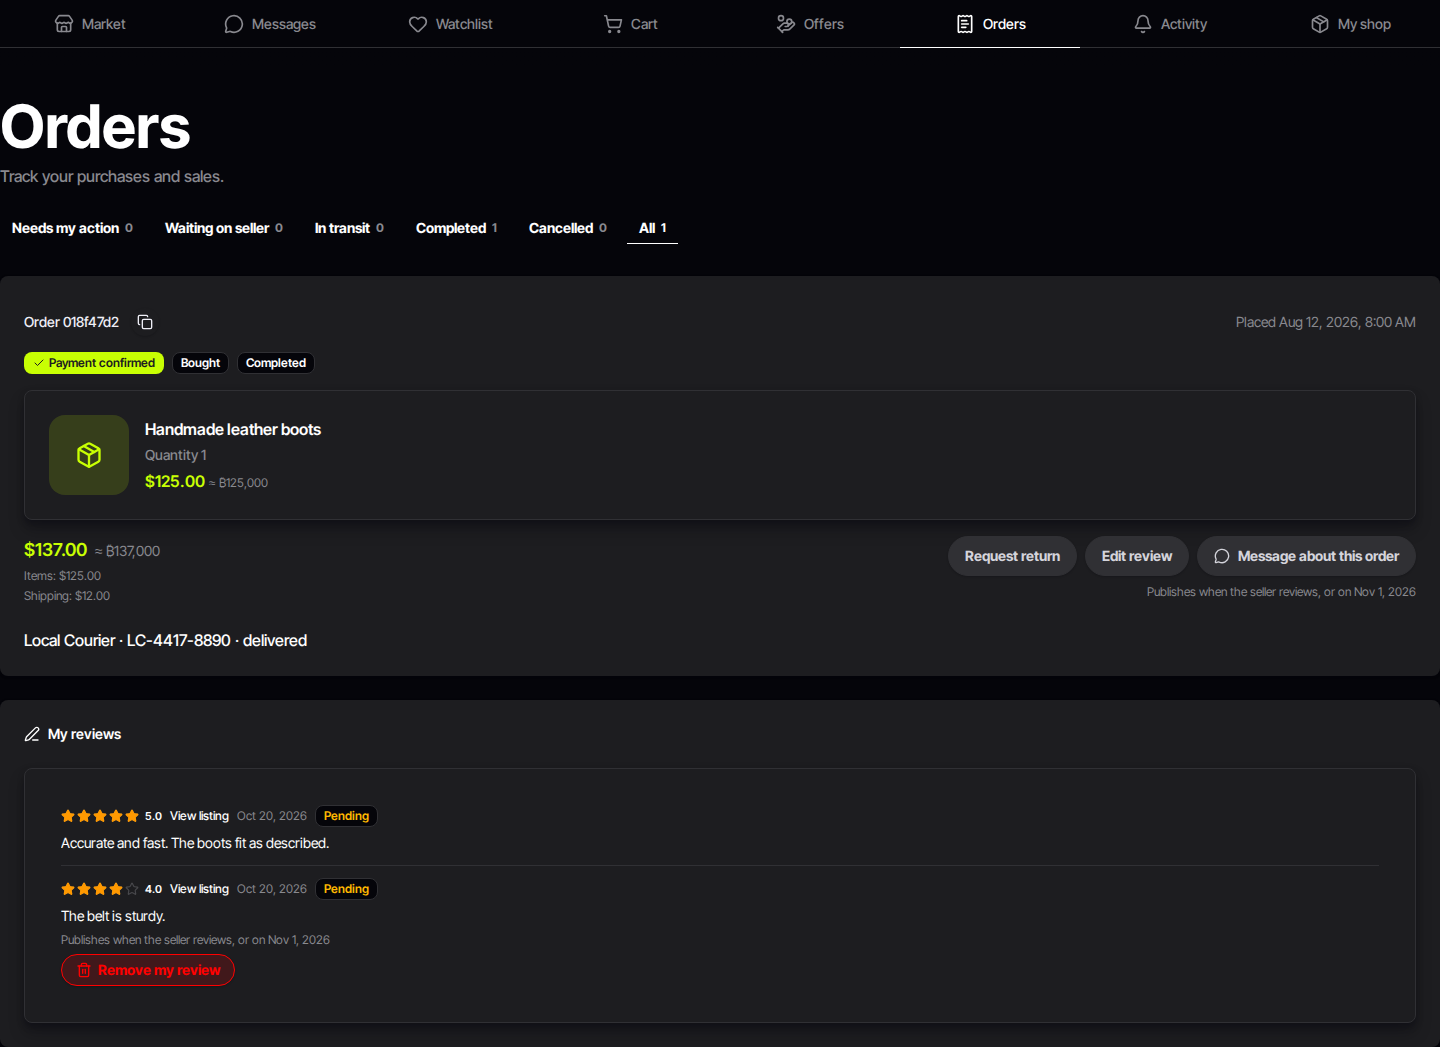 Market
Messages
Watchlist
Cart
Offers
Orders
Activity
My shop
Orders
Track your purchases and sales.
Needs my action 0
Waiting on seller 0
In transit 0
Completed 1
Cancelled 0
All 1
Order 018f47d2
Placed Aug 12, 2026, 8:00 AM
Payment confirmed
Bought
Completed
Handmade leather boots
Quantity 1
$125.00 ≈ ₿125,000
$137.00 ≈ ₿137,000
Items: $125.00
Shipping: $12.00
Request return
Edit review
Message about this order
Publishes when the seller reviews, or on Nov 1, 2026
Local Courier · LC-4417-8890 · delivered
My reviews
5.0 View listing Oct 20, 2026 Pending
Accurate and fast. The boots fit as described.
4.0 View listing Oct 20, 2026 Pending
The belt is sturdy.
Publishes when the seller reviews, or on Nov 1, 2026
Remove my review